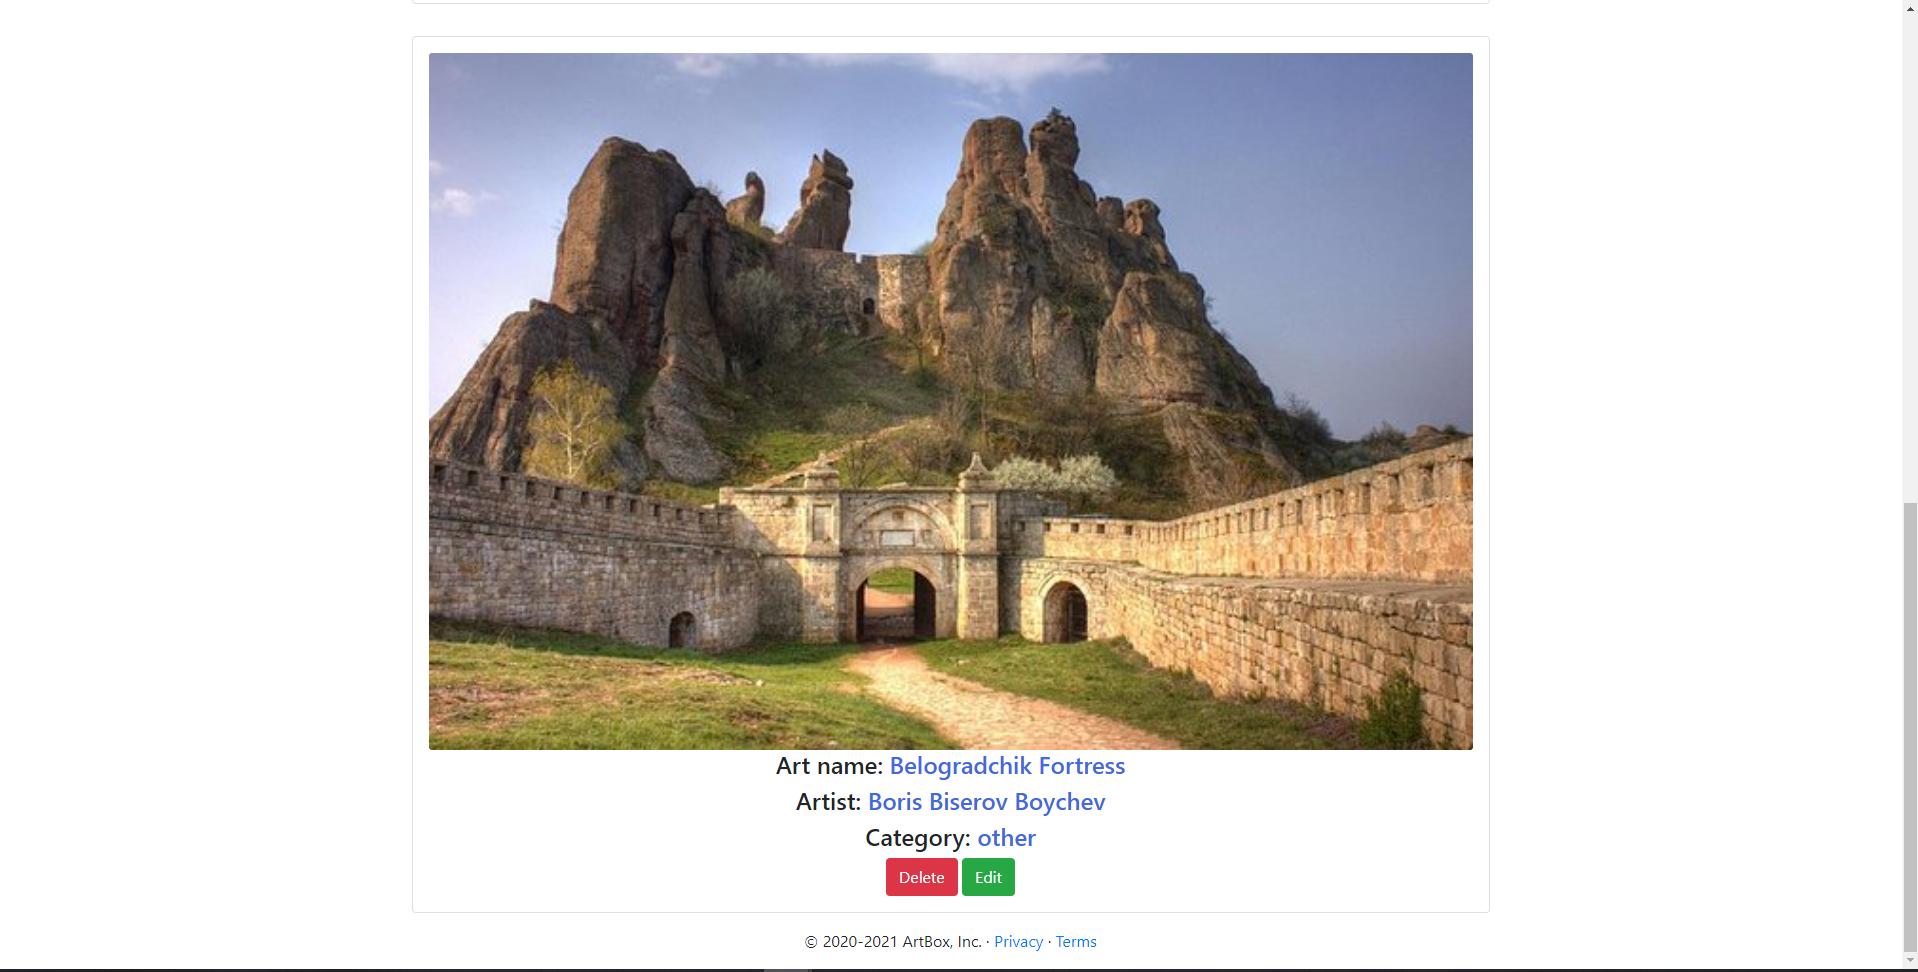 Art name: Belogradchik Fortress
Artist: Boris Biserov Boychev
Category: other
Delete Edit
© 2020-2021 ArtBox, Inc. · Privacy · Terms